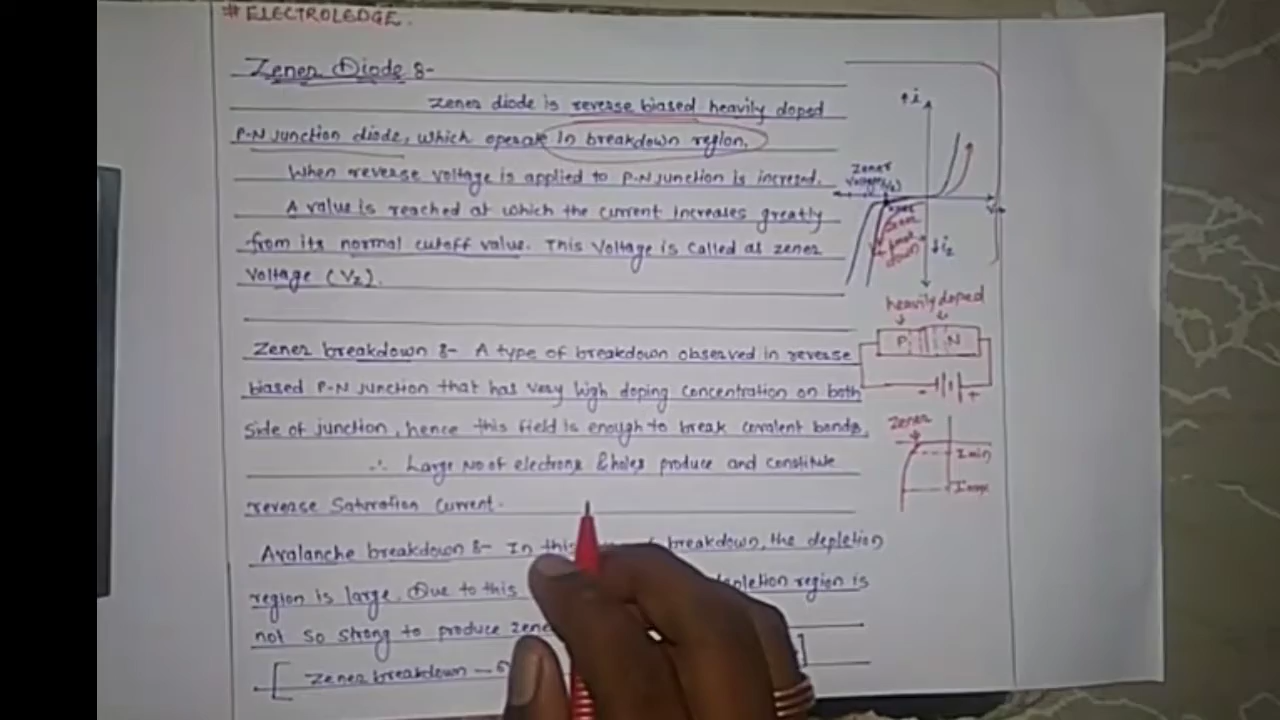 #ELECTROLEDGE.
Zener Diode :-
Zener diode is reverse biased heavily doped
P-N junction diode, which operate in breakdown region.
When reverse voltage is applied to P-N junction is incresed.
A value is reached at which the current increases greatly
from its normal cutoff value. This voltage is called as zener
voltage (Vz).
Zener breakdown :- A type of breakdown observed in reverse
biased P-N junction that has very high doping concentration on both
side of junction, hence this field is enough to break covalent bonds.
∴ Large No of electrons & holes produce and constitute
reverse Saturation current.
Avalanche breakdown :- In this breakdown, the depletion
region is large. Due to this depletion region is
not so strong to produce
[ Zener breakdown — ]
↑i
Zener
voltage
↓iz
heavily doped
P N
- +
Zener
Imin
Imax